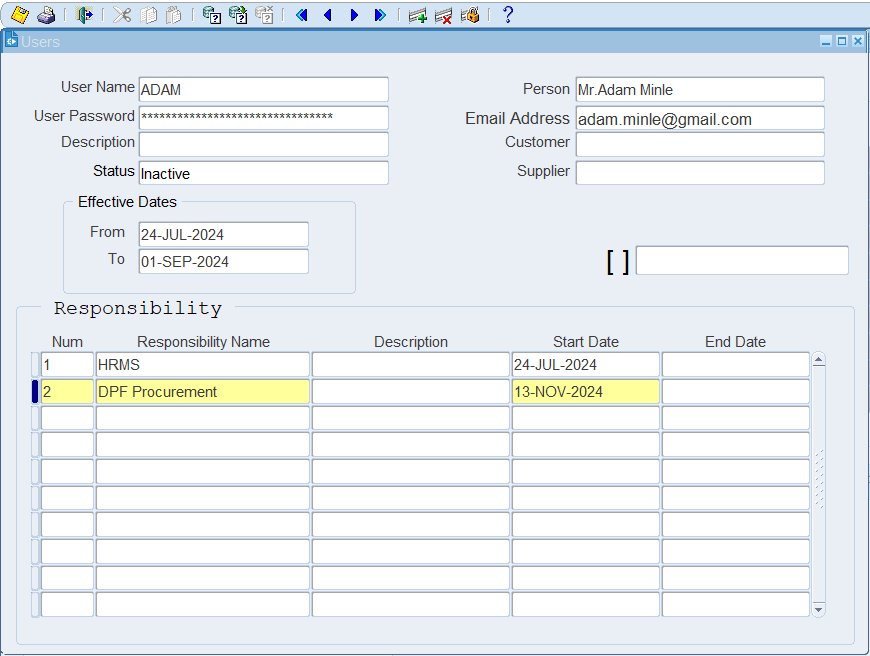 Users
User Name ADAM
Person Mr.Adam Minle
User Password ********************************
Email Address adam.minle@gmail.com
Description
Customer
Status Inactive
Supplier
Effective Dates
From 24-JUL-2024
To 01-SEP-2024
[ ]
Responsibility
Num Responsibility Name Description Start Date End Date
1 HRMS 24-JUL-2024
2 DPF Procurement 13-NOV-2024